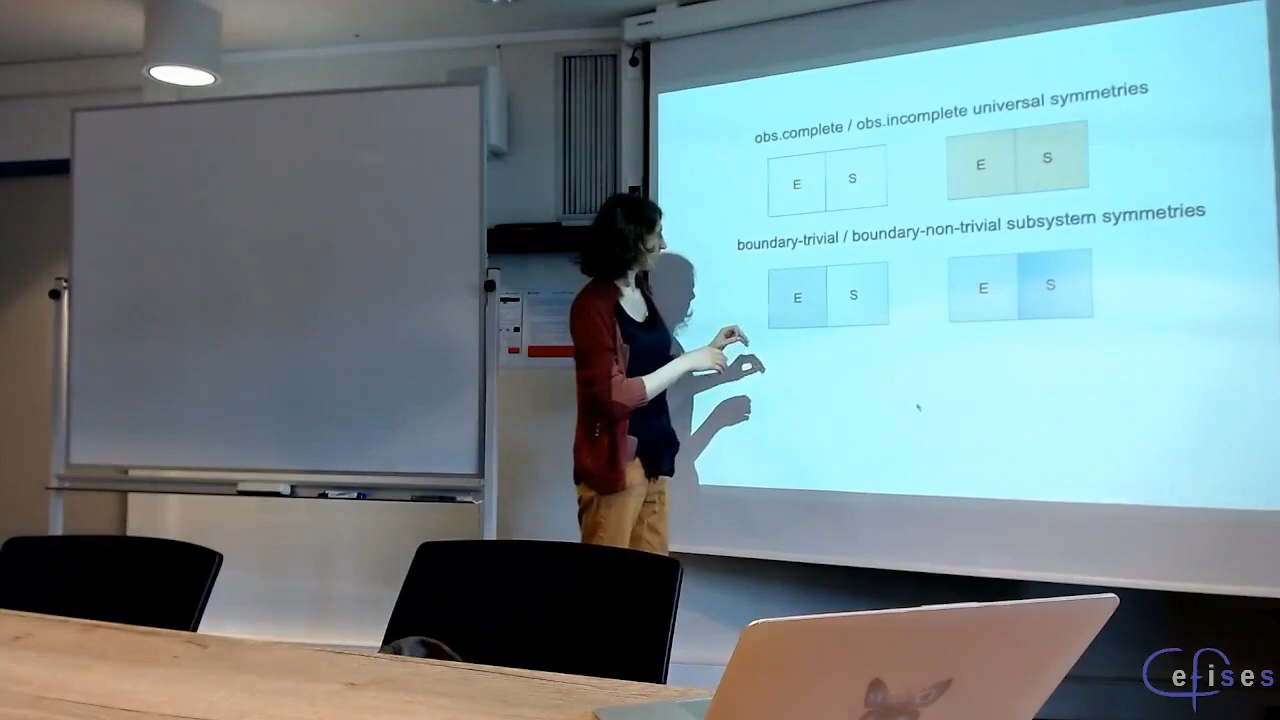 obs.complete / obs.incomplete universal symmetries
E S E S
boundary-trivial / boundary-non-trivial subsystem symmetries
E S E S
efises